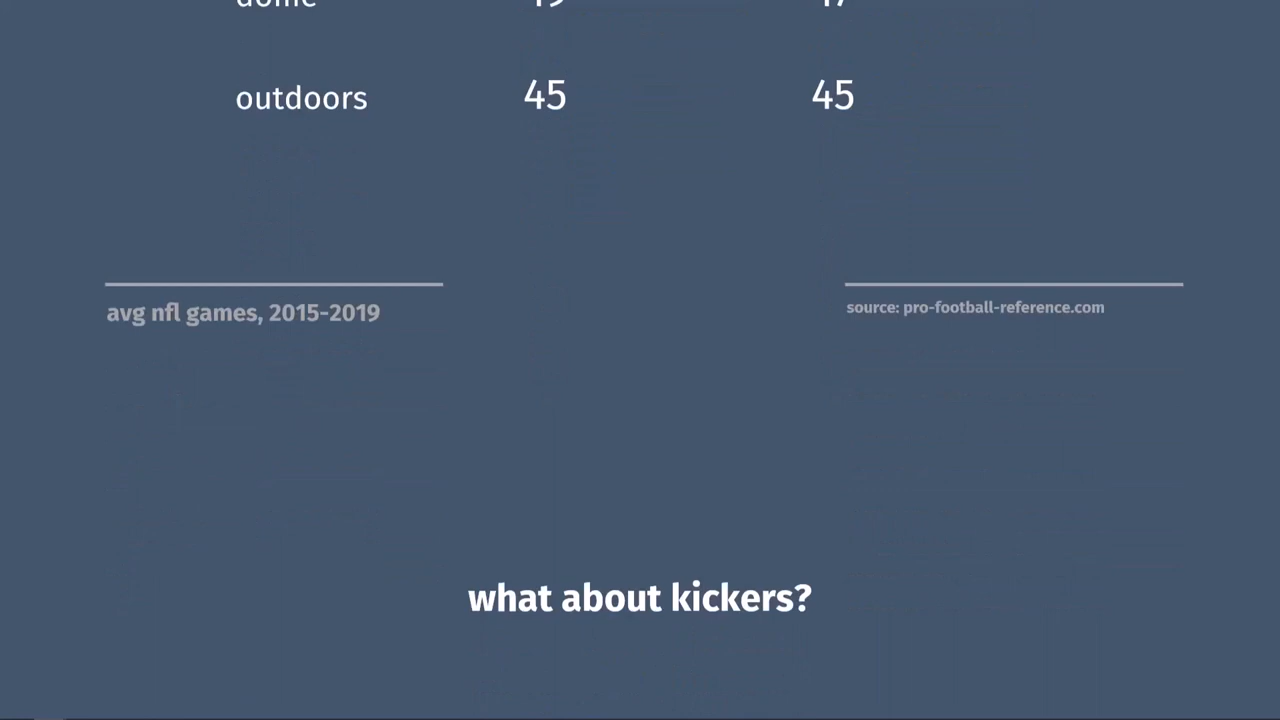 outdoors 45 45
avg nfl games, 2015-2019
source: pro-football-reference.com
what about kickers?